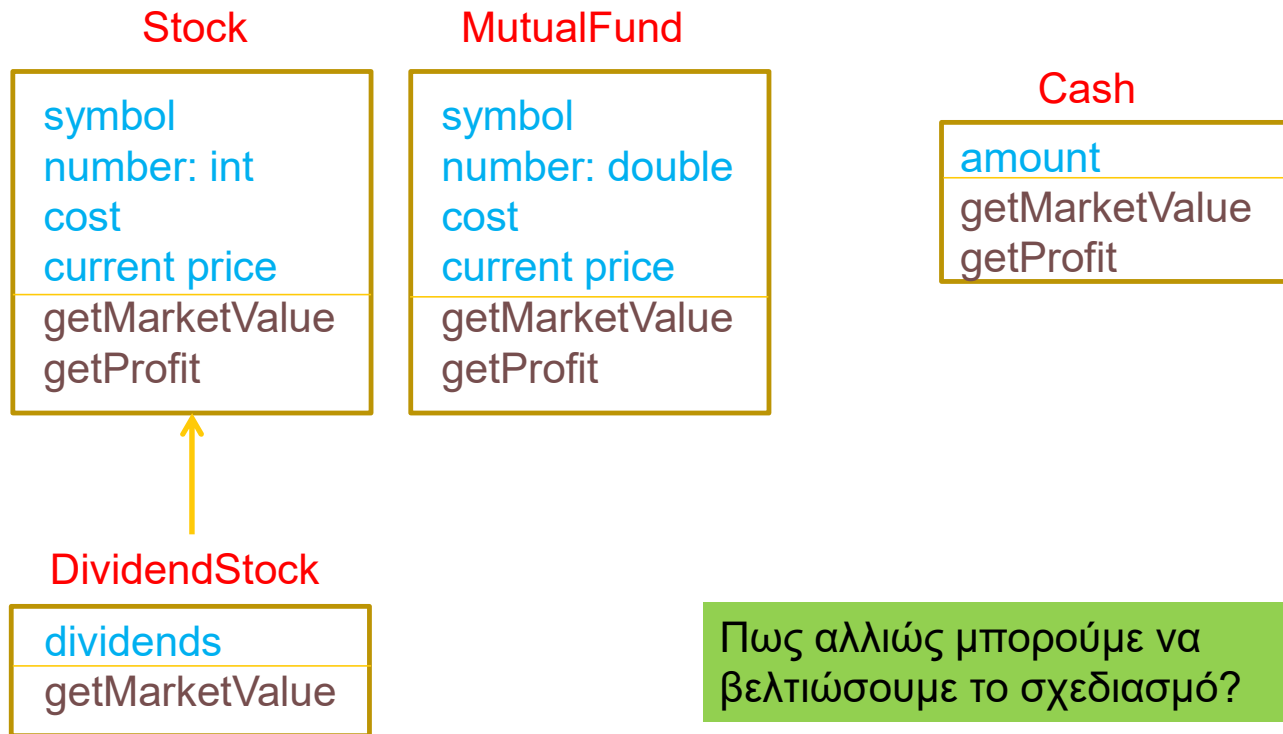 Stock
symbol
number: int
cost
current price
getMarketValue
getProfit
MutualFund
symbol
number: double
cost
current price
getMarketValue
getProfit
Cash
amount
getMarketValue
getProfit
DividendStock
dividends
getMarketValue
Πως αλλιώς μπορούμε να
βελτιώσουμε το σχεδιασμό?